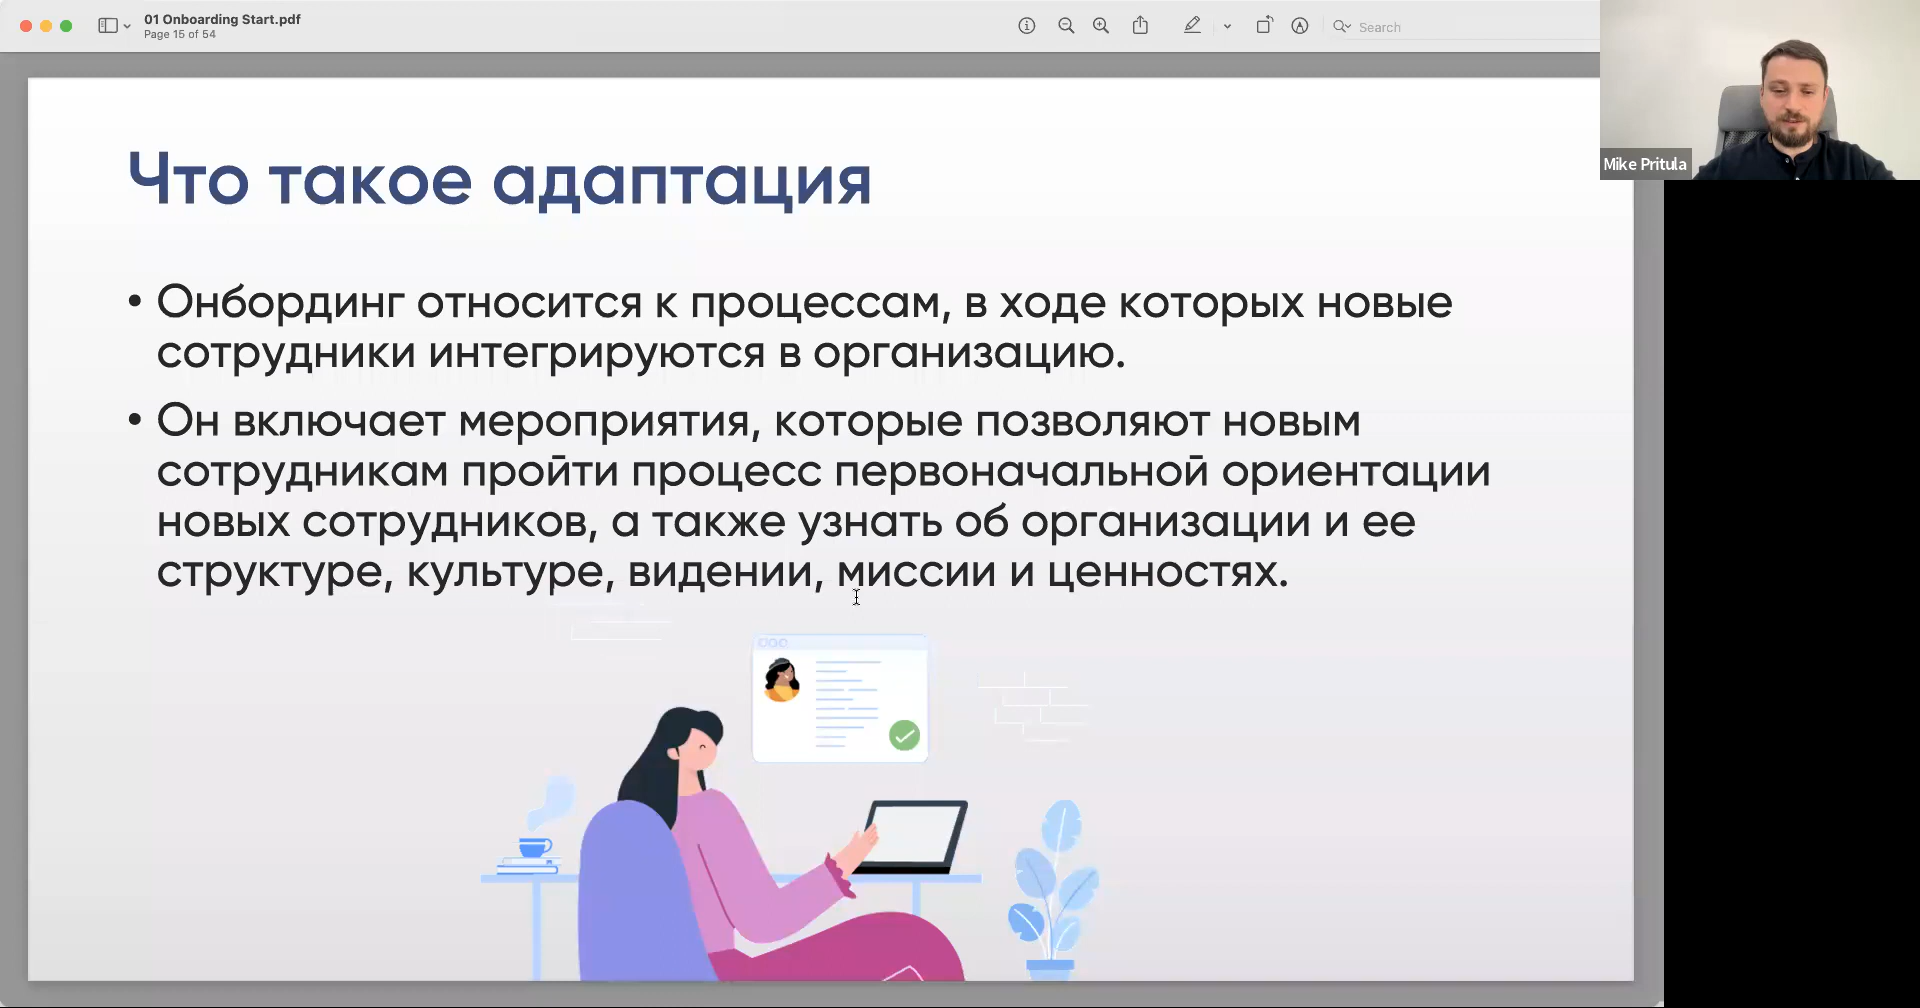 01 Onboarding Start.pdf
Page 15 of 54
Search
Mike Pritula
Что такое адаптация
• Онбординг относится к процессам, в ходе которых новые
сотрудники интегрируются в организацию.
• Он включает мероприятия, которые позволяют новым
сотрудникам пройти процесс первоначальной ориентации
новых сотрудников, а также узнать об организации и ее
структуре, культуре, видении, миссии и ценностях.